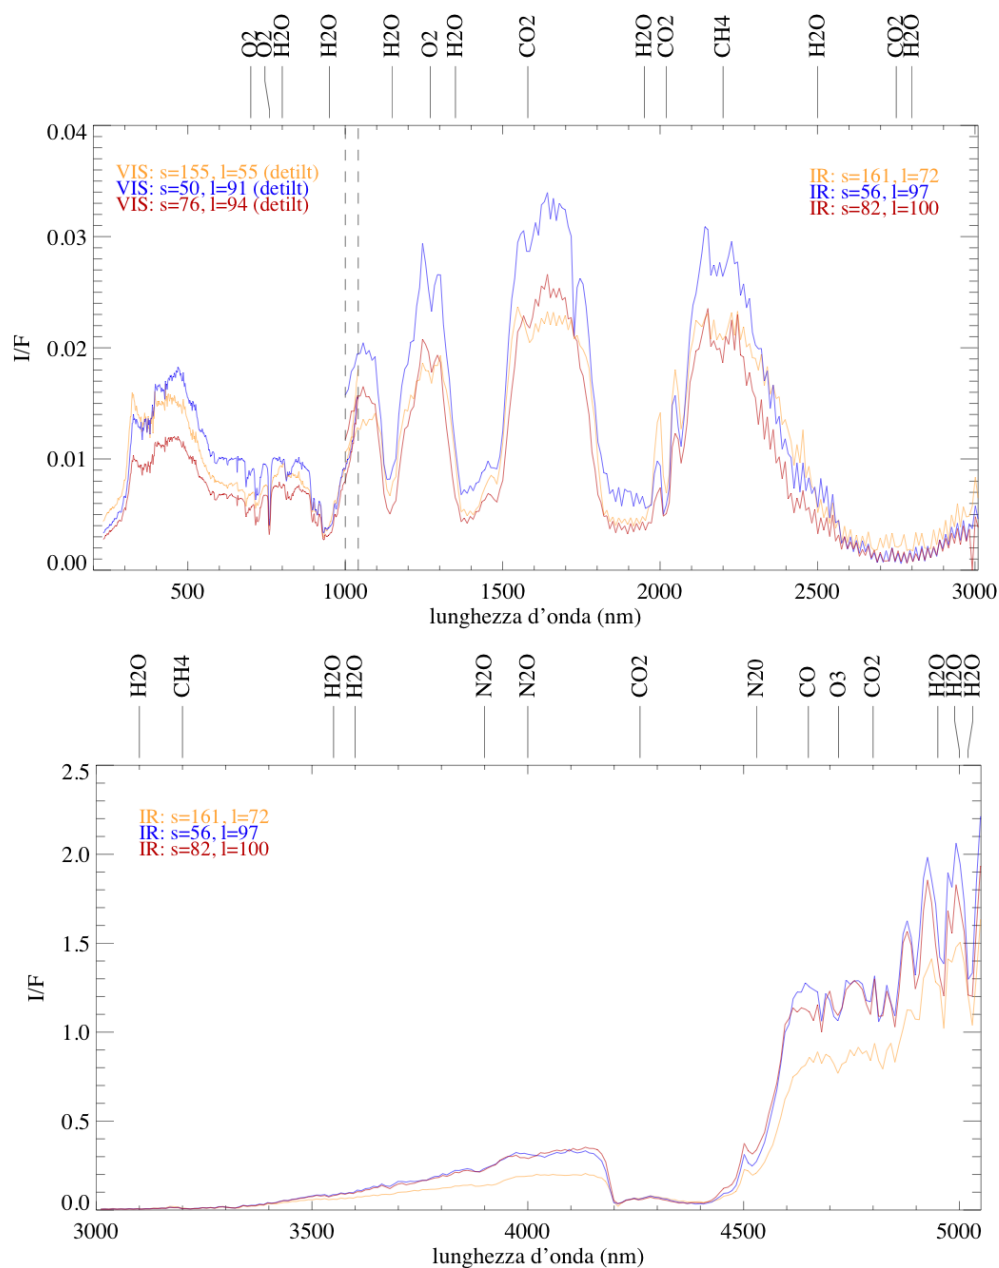 O2 O2 H2O H2O H2O O2 H2O CO2 H2O CO2 CH4 H2O CO2 H2O
0.04
VIS: s=155, l=55 (detilt) IR: s=161, l=72
VIS: s=50, l=91 (detilt) IR: s=56, l=97
VIS: s=76, l=94 (detilt) IR: s=82, l=100
0.03
I/F
0.02
0.01
0.00
500 1000 1500 2000 2500 3000
lunghezza d'onda (nm)
H2O CH4 H2O H2O N2O N2O CO2 N20 CO O3 CO2 H2O H2O H2O
2.5
IR: s=161, l=72
IR: s=56, l=97
IR: s=82, l=100
2.0
1.5
I/F
1.0
0.5
0.0
3000 3500 4000 4500 5000
lunghezza d'onda (nm)